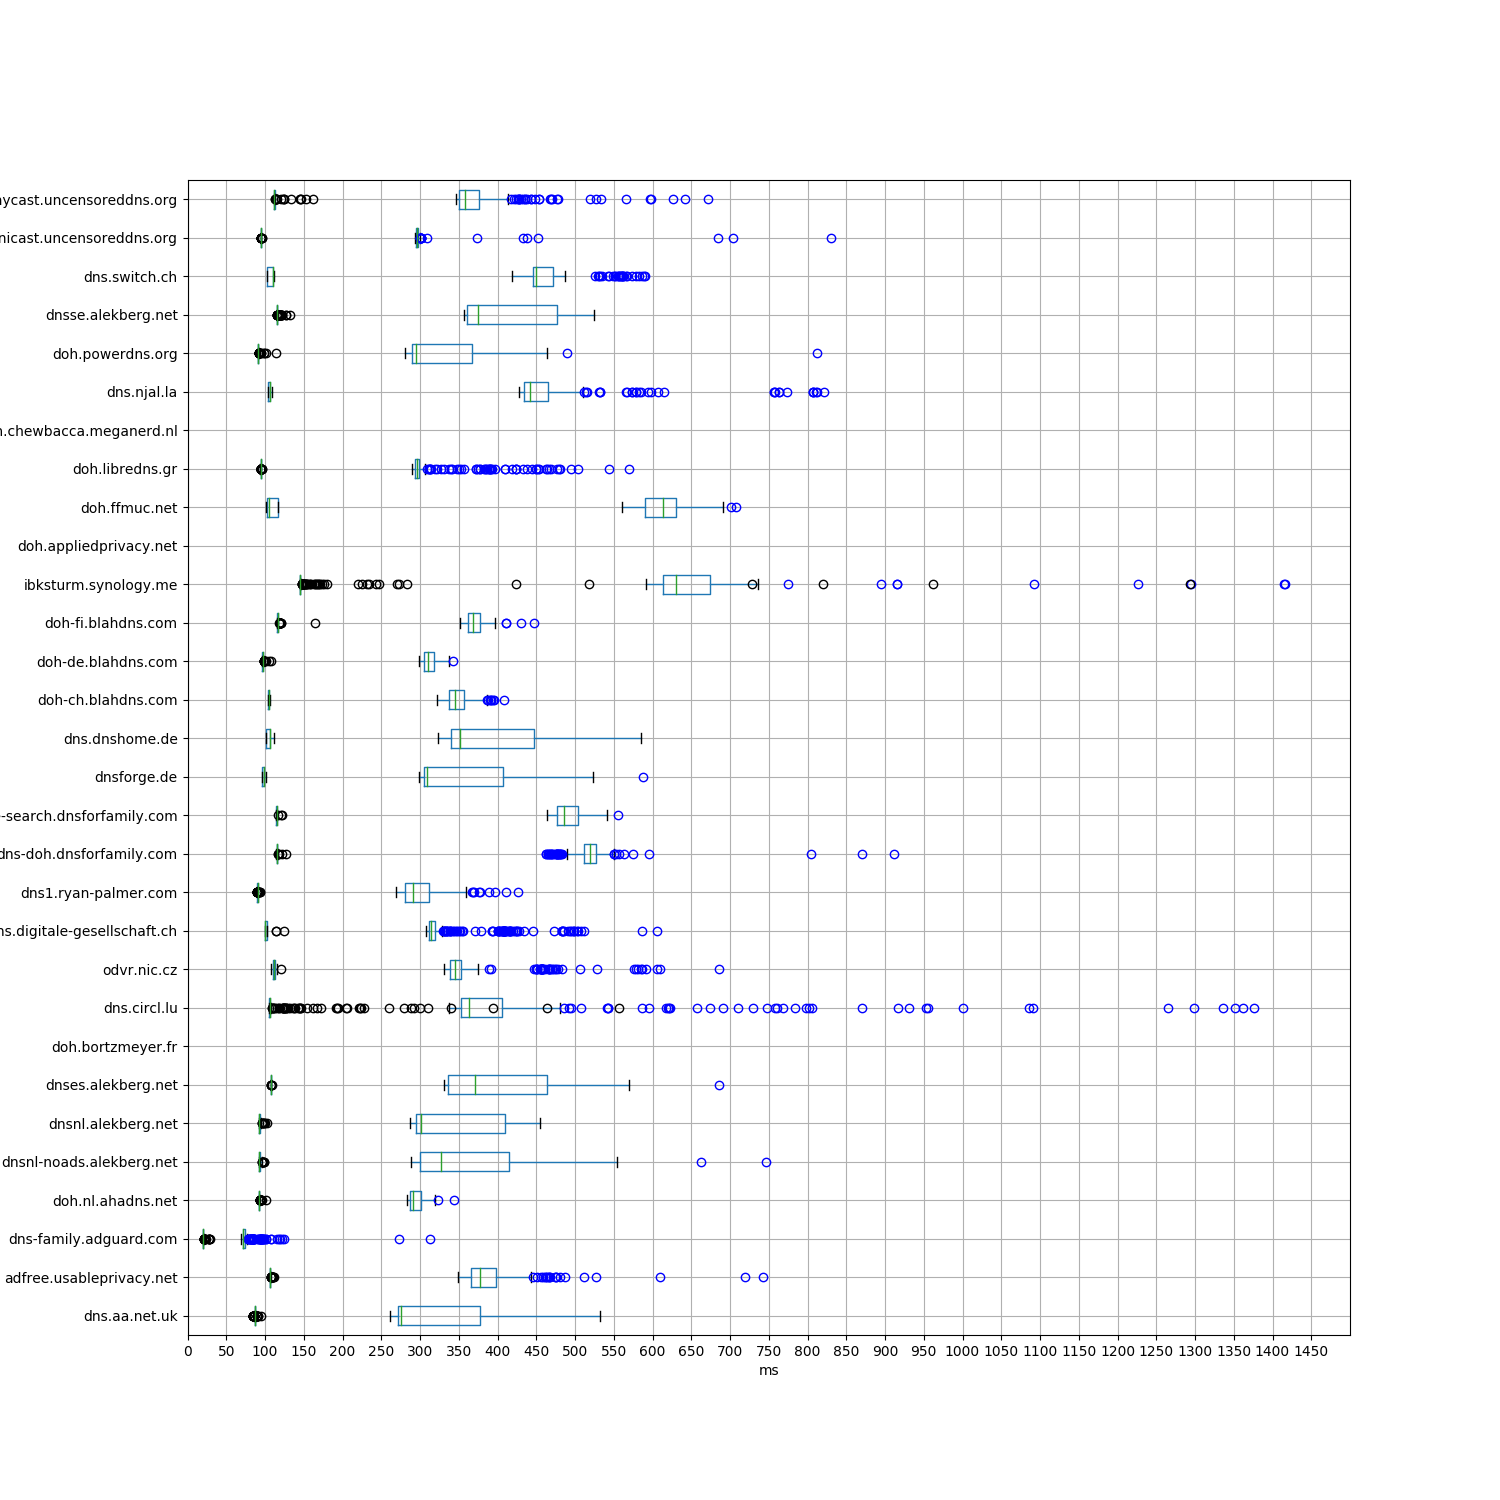 ycast.uncensoreddns.org
nicast.uncensoreddns.org
dns.switch.ch
dnsse.alekberg.net
doh.powerdns.org
dns.njal.la
.chewbacca.meganerd.nl
doh.libredns.gr
doh.ffmuc.net
doh.appliedprivacy.net
ibksturm.synology.me
doh-fi.blahdns.com
doh-de.blahdns.com
doh-ch.blahdns.com
dns.dnshome.de
dnsforge.de
-search.dnsforfamily.com
dns-doh.dnsforfamily.com
dns1.ryan-palmer.com
ns.digitale-gesellschaft.ch
odvr.nic.cz
dns.circl.lu
doh.bortzmeyer.fr
dnses.alekberg.net
dnsnl.alekberg.net
dnsnl-noads.alekberg.net
doh.nl.ahadns.net
dns-family.adguard.com
adfree.usableprivacy.net
dns.aa.net.uk
0 50 100 150 200 250 300 350 400 450 500 550 600 650 700 750 800 850 900 950 1000 1050 1100 1150 1200 1250 1300 1350 1400 1450
ms